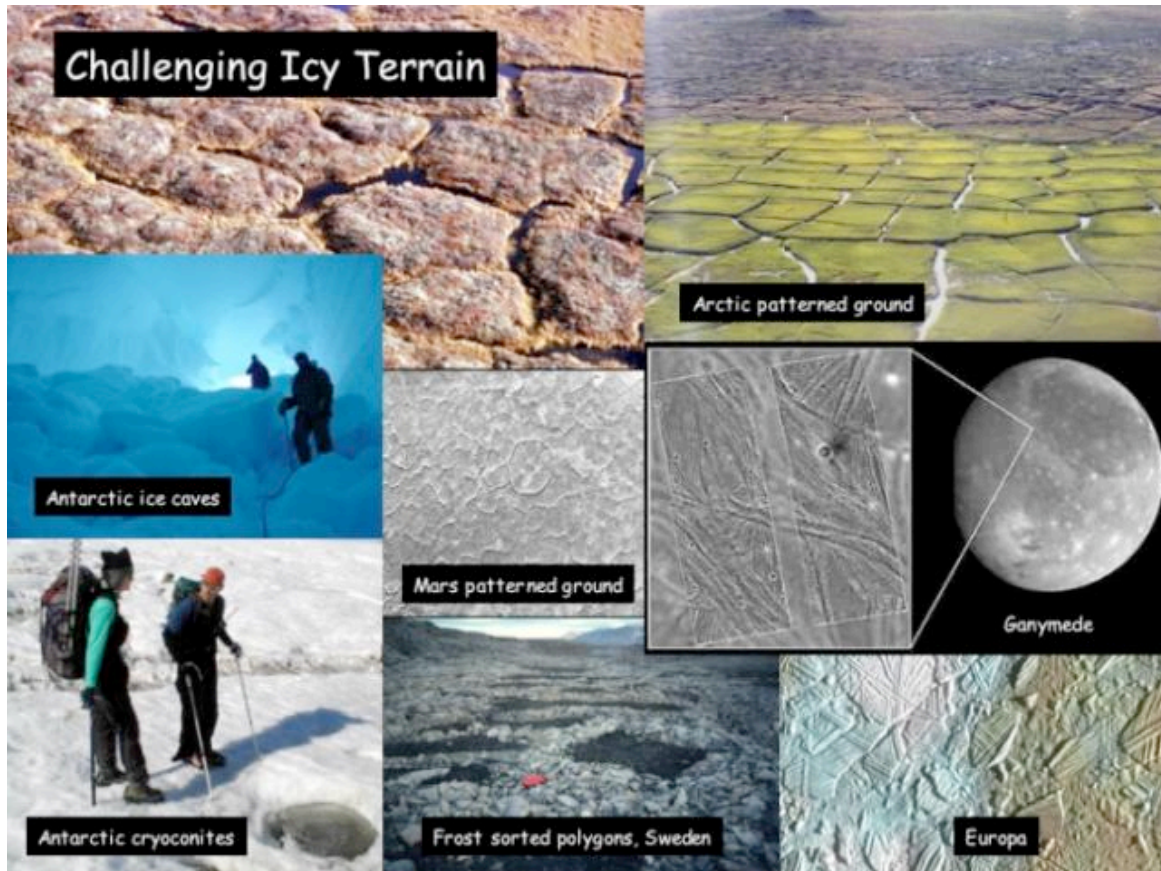 Challenging Icy Terrain
Arctic patterned ground
Antarctic ice caves
Mars patterned ground
Ganymede
Antarctic cryoconites
Frost sorted polygons, Sweden
Europa